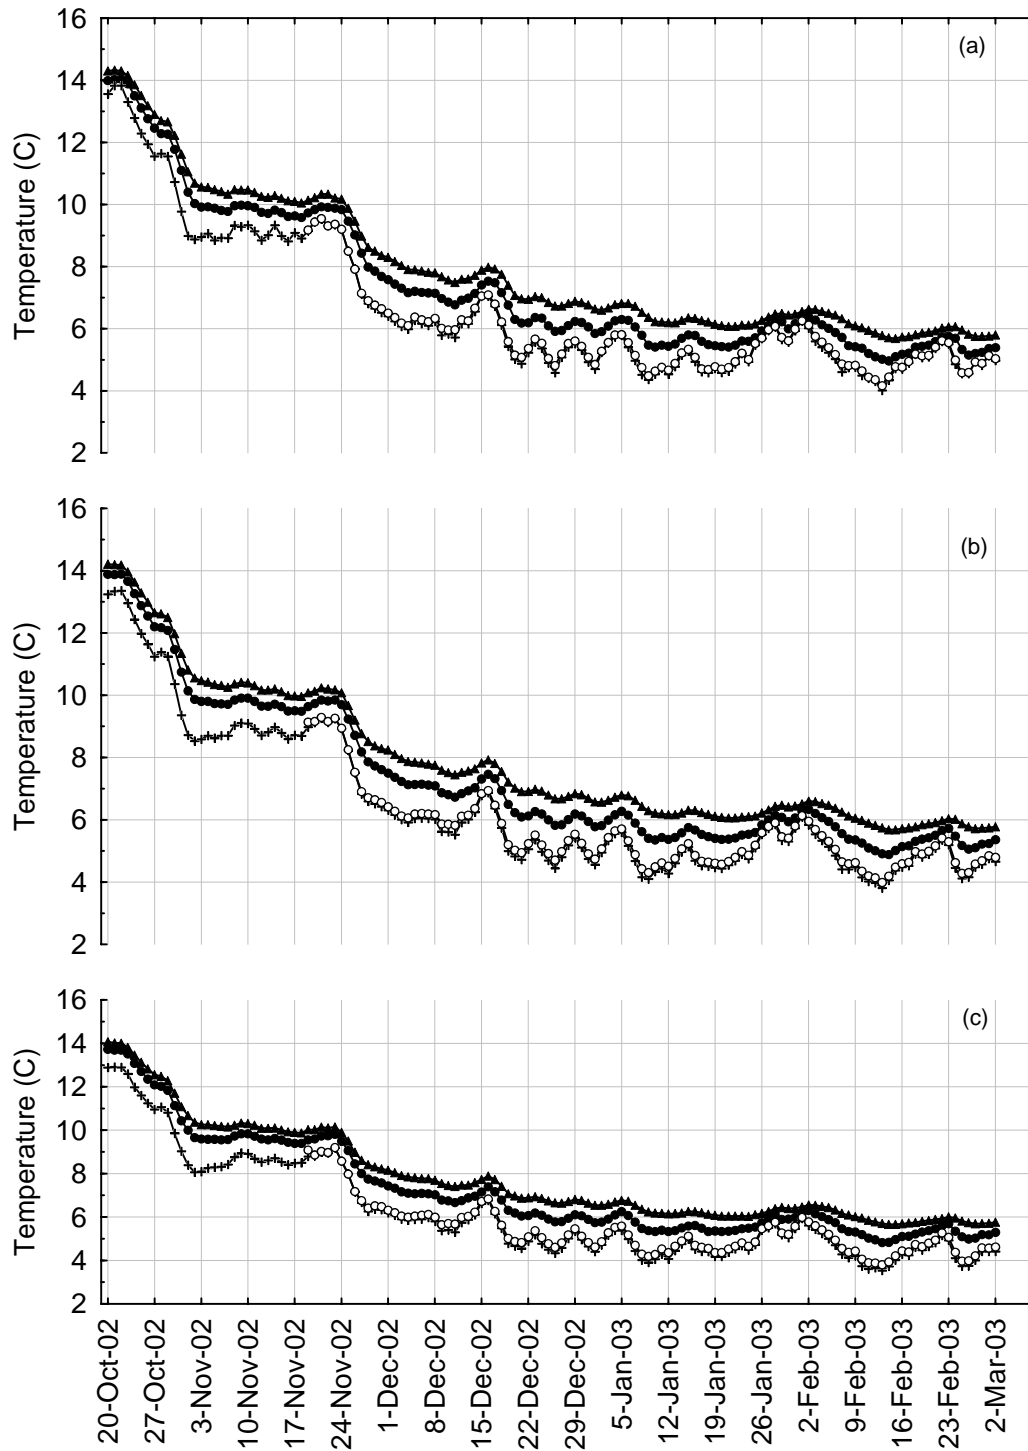 16
(a)
14
12
10
8
6
4
2
Temperature (C)
16
(b)
14
12
10
8
6
4
2
Temperature (C)
16
(c)
14
12
10
8
6
4
2
Temperature (C)
20-Oct-02
27-Oct-02
3-Nov-02
10-Nov-02
17-Nov-02
24-Nov-02
1-Dec-02
8-Dec-02
15-Dec-02
22-Dec-02
29-Dec-02
5-Jan-03
12-Jan-03
19-Jan-03
26-Jan-03
2-Feb-03
9-Feb-03
16-Feb-03
23-Feb-03
2-Mar-03